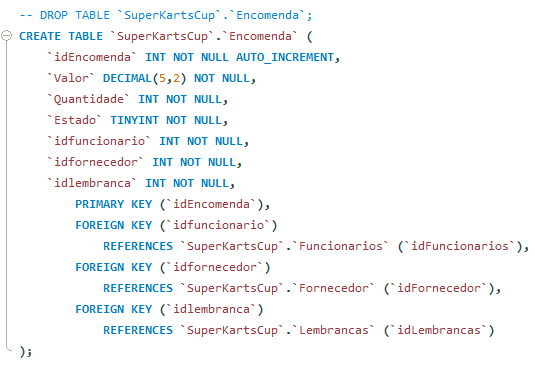 -- DROP TABLE `SuperKartsCup`.`Encomenda`;
CREATE TABLE `SuperKartsCup`.`Encomenda` (
`idEncomenda` INT NOT NULL AUTO_INCREMENT,
`Valor` DECIMAL(5,2) NOT NULL,
`Quantidade` INT NOT NULL,
`Estado` TINYINT NOT NULL,
`idfuncionario` INT NOT NULL,
`idfornecedor` INT NOT NULL,
`idlembranca` INT NOT NULL,
PRIMARY KEY (`idEncomenda`),
FOREIGN KEY (`idfuncionario`)
REFERENCES `SuperKartsCup`.`Funcionarios` (`idFuncionarios`),
FOREIGN KEY (`idfornecedor`)
REFERENCES `SuperKartsCup`.`Fornecedor` (`idFornecedor`),
FOREIGN KEY (`idlembranca`)
REFERENCES `SuperKartsCup`.`Lembrancas` (`idLembrancas`)
);